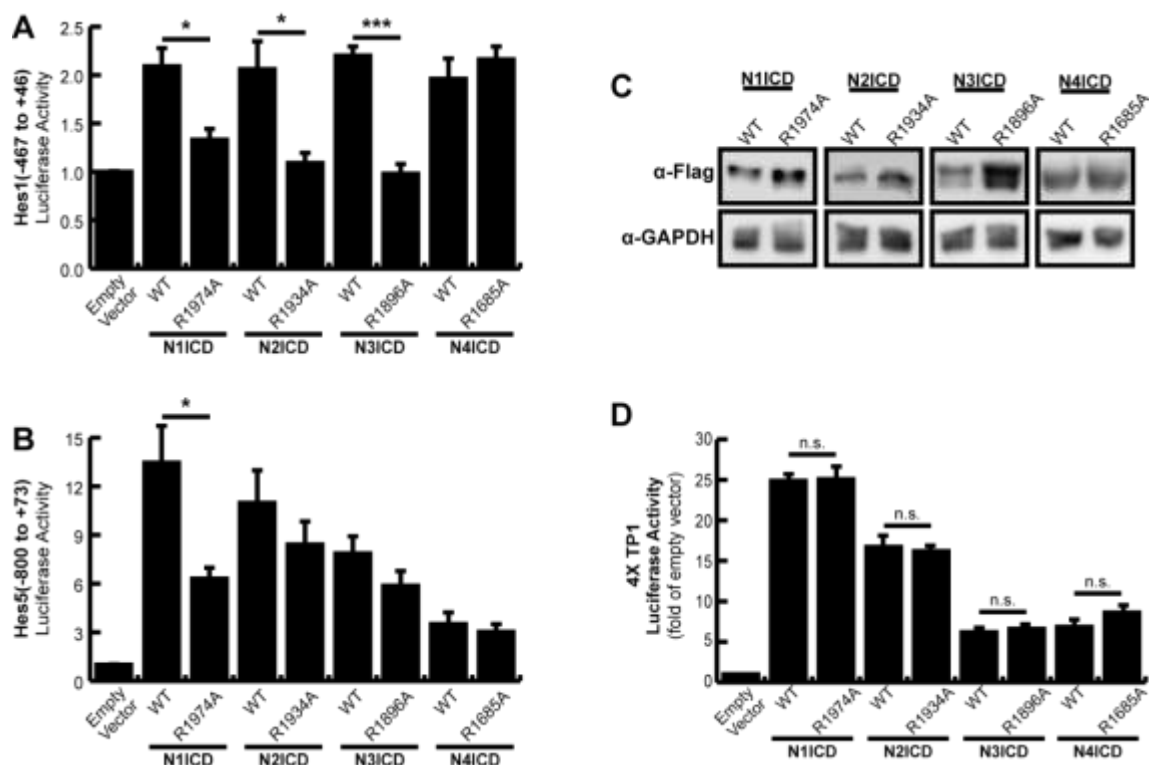 A
Hes1(-467 to +46)
Luciferase Activity
2.5
2.0
1.5
1.0
0.5
0.0
* * ***
Empty
Vector
WT R1974A WT R1934A WT R1896A WT R1685A
N1ICD N2ICD N3ICD N4ICD
B
Hes5(-800 to +73)
Luciferase Activity
15
12
9
6
3
0
*
Empty
Vector
WT R1974A WT R1934A WT R1896A WT R1685A
N1ICD N2ICD N3ICD N4ICD
C
N1ICD N2ICD N3ICD N4ICD
WT R1974A WT R1934A WT R1896A WT R1685A
α-Flag
α-GAPDH
D
4X TP1
Luciferase Activity
(fold of empty vector)
30
25
20
15
10
5
0
n.s. n.s. n.s. n.s.
Empty
Vector
WT R1974A WT R1934A WT R1896A WT R1685A
N1ICD N2ICD N3ICD N4ICD